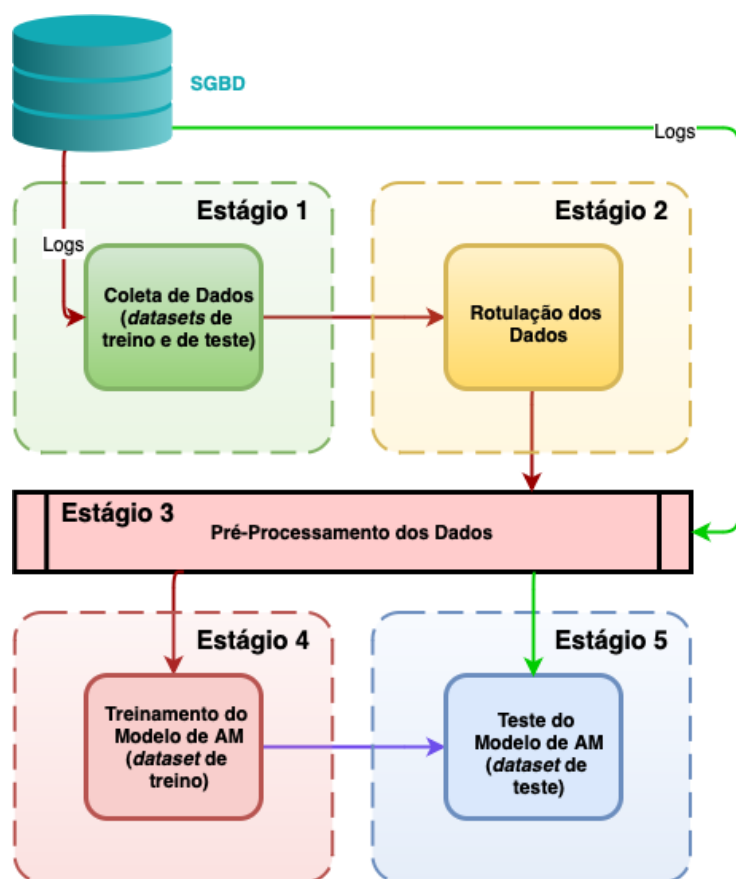 SGBD
Logs
Estágio 1
Estágio 2
Logs
Coleta de Dados
(datasets de
treino e de teste)
Rotulação dos
Dados
Estágio 3
Pré-Processamento dos Dados
Estágio 4
Estágio 5
Treinamento do
Modelo de AM
(dataset de
treino)
Teste do
Modelo de AM
(dataset de
teste)